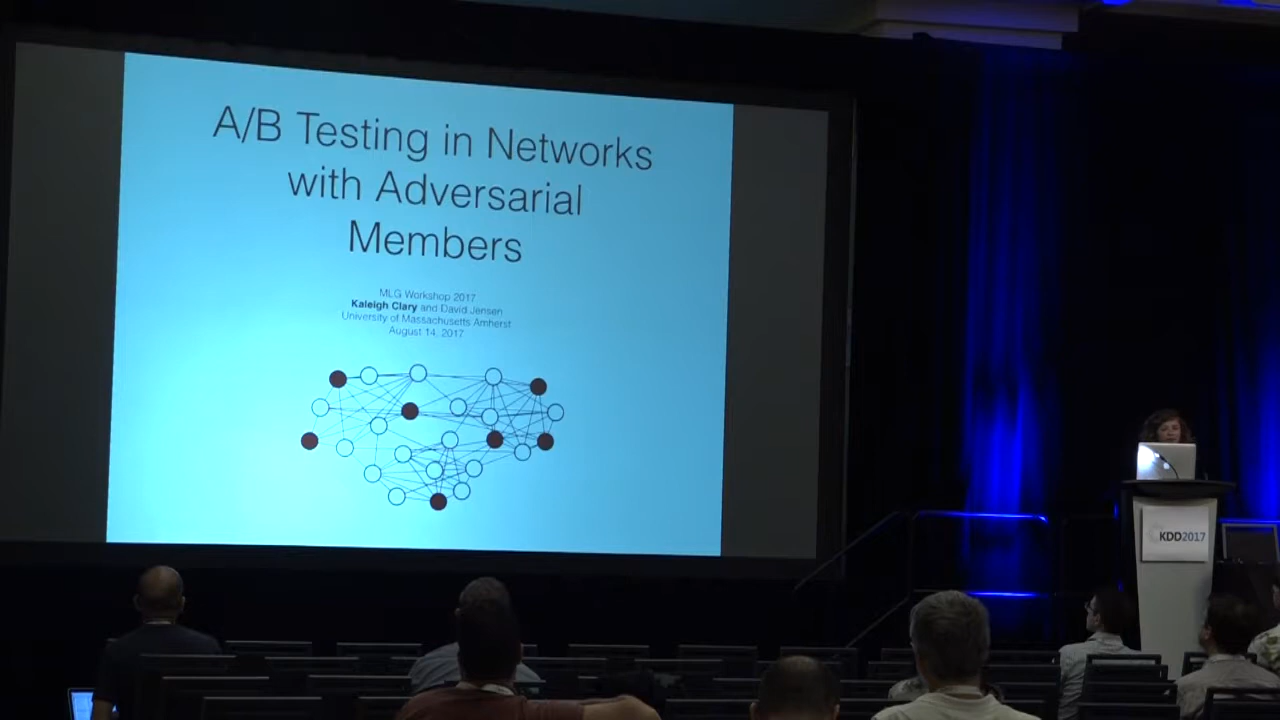 A/B Testing in Networks
with Adversarial
Members
MLG Workshop 2017
Kaleigh Clary and David Jensen
University of Massachusetts Amherst
August 14, 2017
KDD2017